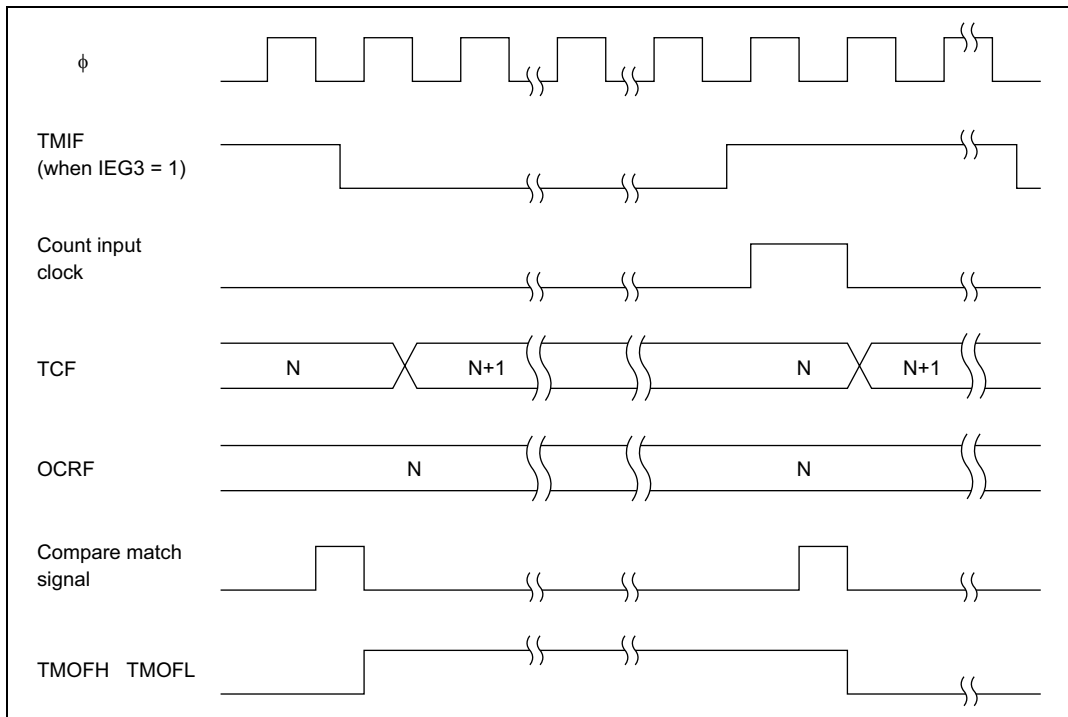 ϕ
TMIF
(when IEG3 = 1)
Count input
clock
TCF
N
N+1
N
N+1
OCRF
N
N
Compare match
signal
TMOFH TMOFL